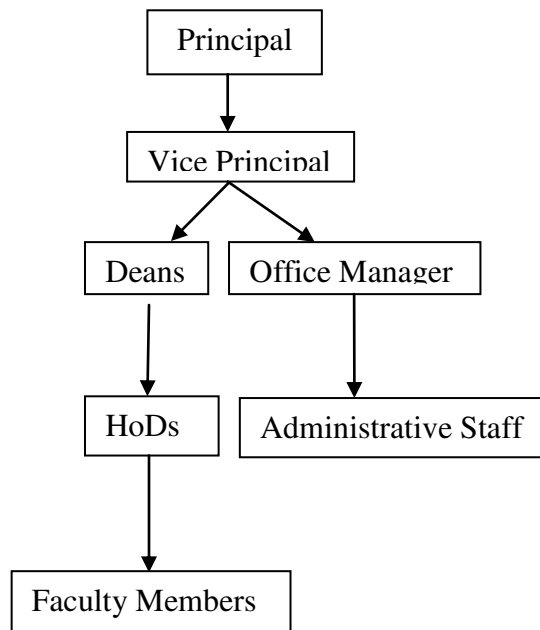 Principal
Vice Principal
Deans
Office Manager
HoDs
Administrative Staff
Faculty Members